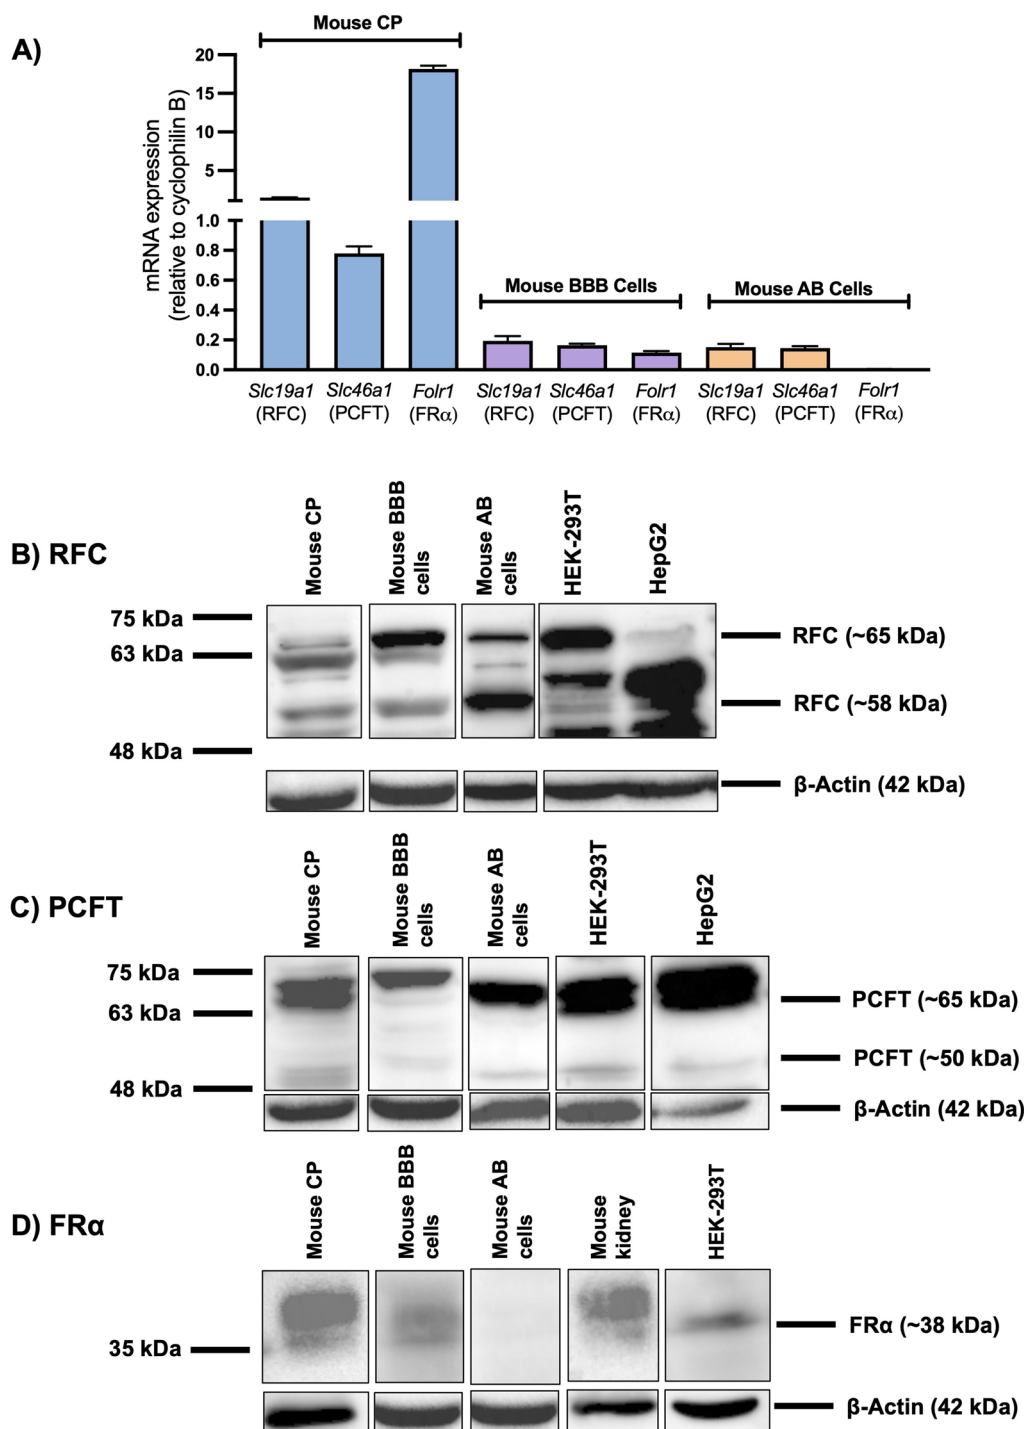 A)
Mouse CP
mRNA expression
(relative to cyclophilin B)
20
15
10
5
1.0
0.8
0.6
0.4
0.2
0.0
Mouse BBB Cells
Mouse AB Cells
Slc19a1 Slc46a1 Folr1 Slc19a1 Slc46a1 Folr1 Slc19a1 Slc46a1 Folr1
(RFC) (PCFT) (FRα) (RFC) (PCFT) (FRα) (RFC) (PCFT) (FRα)
B) RFC
Mouse CP
Mouse BBB
cells
Mouse AB
cells
HEK-293T
HepG2
75 kDa
63 kDa
48 kDa
RFC (~65 kDa)
RFC (~58 kDa)
β-Actin (42 kDa)
C) PCFT
Mouse CP
Mouse BBB
cells
Mouse AB
cells
HEK-293T
HepG2
75 kDa
63 kDa
48 kDa
PCFT (~65 kDa)
PCFT (~50 kDa)
β-Actin (42 kDa)
D) FRα
Mouse CP
Mouse BBB
cells
Mouse AB
cells
Mouse
kidney
HEK-293T
35 kDa
FRα (~38 kDa)
β-Actin (42 kDa)